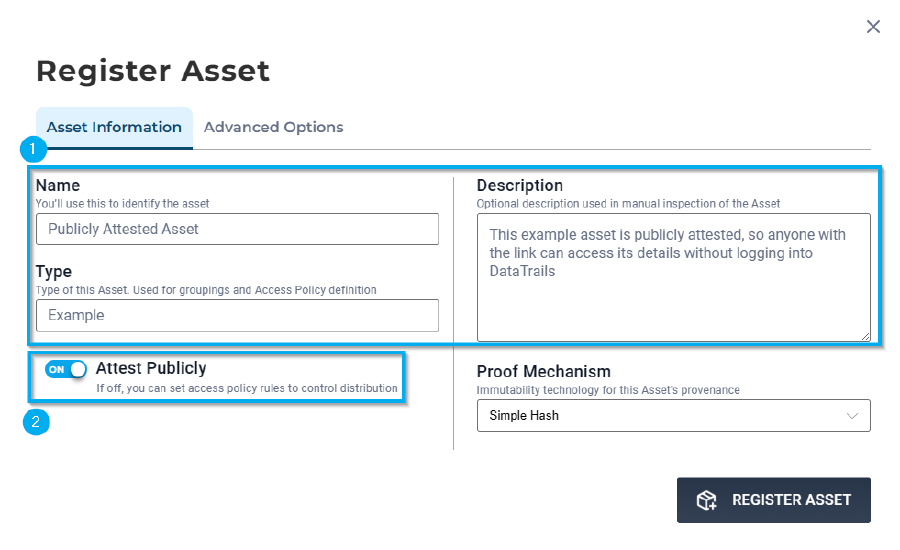 Register Asset
Asset Information
Advanced Options
1
Name
You'll use this to identify the asset
Publicly Attested Asset
Type
Type of this Asset. Used for groupings and Access Policy definition
Example
ON
Attest Publicly
If off, you can set access policy rules to control distribution
2
Description
Optional description used in manual inspection of the Asset
This example asset is publicly attested, so anyone with
the link can access its details without logging into
DataTrails
Proof Mechanism
Immutability technology for this Asset's provenance
Simple Hash
REGISTER ASSET